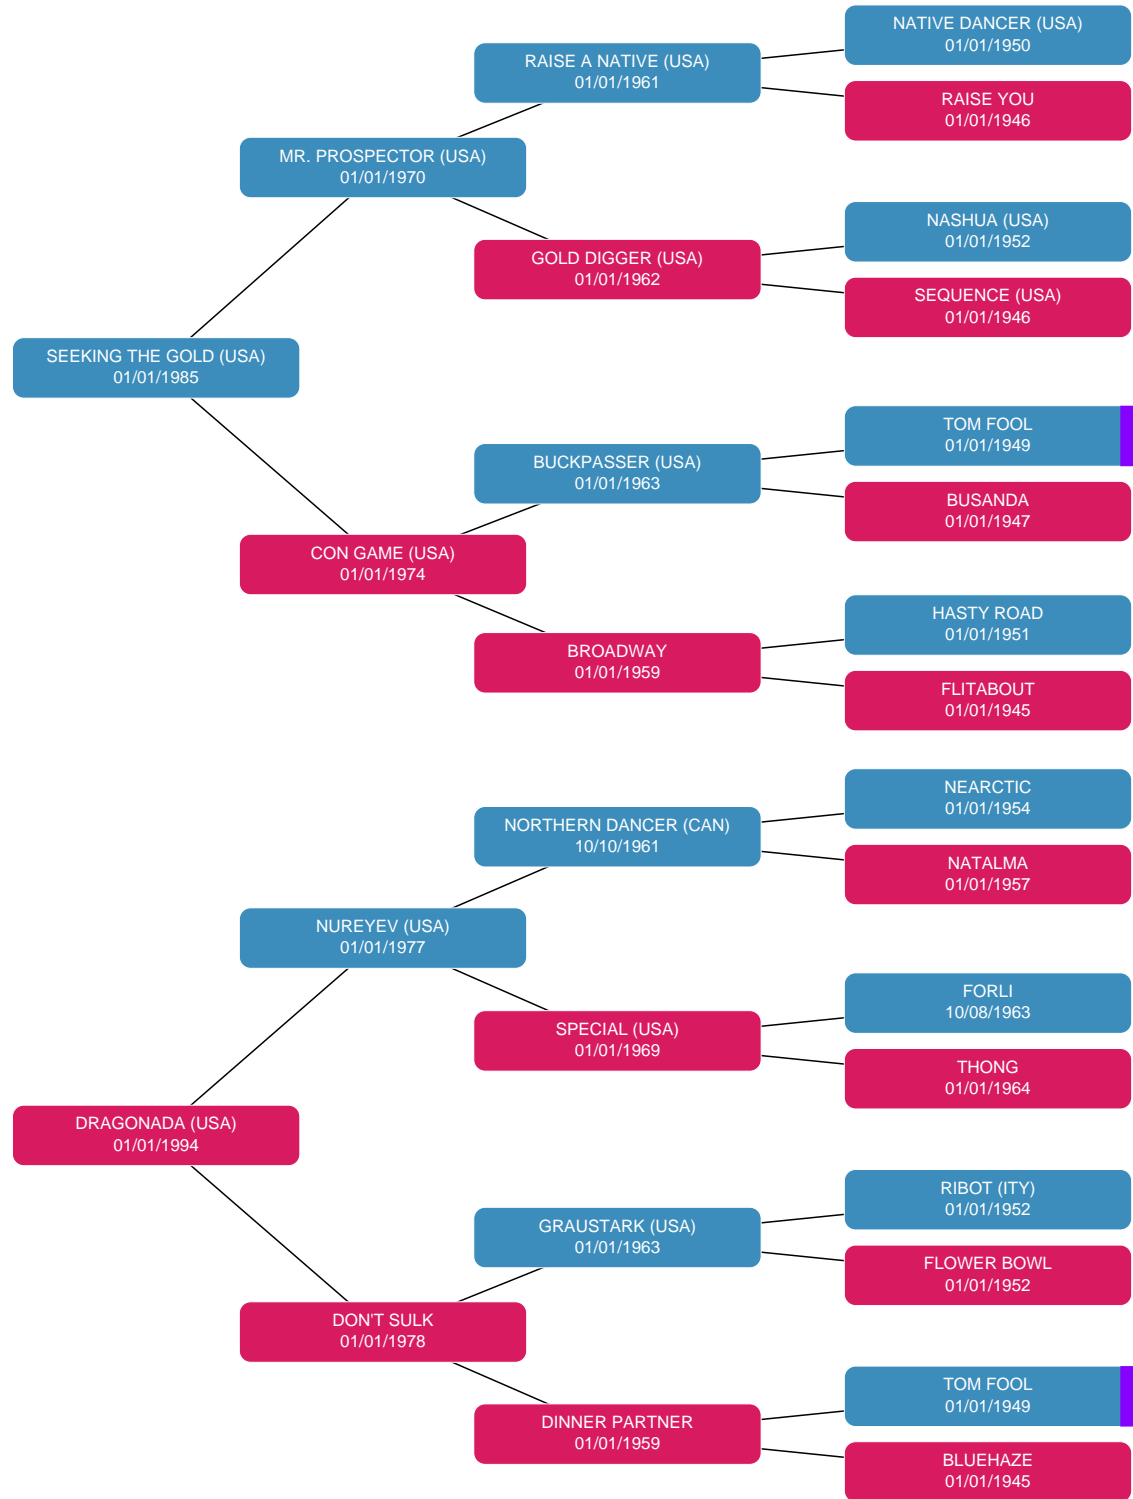 NATIVE DANCER (USA)
01/01/1950
RAISE A NATIVE (USA)
01/01/1961
RAISE YOU
01/01/1946
MR. PROSPECTOR (USA)
01/01/1970
NASHUA (USA)
01/01/1952
GOLD DIGGER (USA)
01/01/1962
SEQUENCE (USA)
01/01/1946
SEEKING THE GOLD (USA)
01/01/1985
TOM FOOL
01/01/1949
BUCKPASSER (USA)
01/01/1963
BUSANDA
01/01/1947
CON GAME (USA)
01/01/1974
HASTY ROAD
01/01/1951
BROADWAY
01/01/1959
FLITABOUT
01/01/1945
NEARCTIC
01/01/1954
NORTHERN DANCER (CAN)
10/10/1961
NATALMA
01/01/1957
NUREYEV (USA)
01/01/1977
FORLI
10/08/1963
SPECIAL (USA)
01/01/1969
THONG
01/01/1964
DRAGONADA (USA)
01/01/1994
RIBOT (ITY)
01/01/1952
GRAUSTARK (USA)
01/01/1963
FLOWER BOWL
01/01/1952
DON'T SULK
01/01/1978
TOM FOOL
01/01/1949
DINNER PARTNER
01/01/1959
BLUEHAZE
01/01/1945